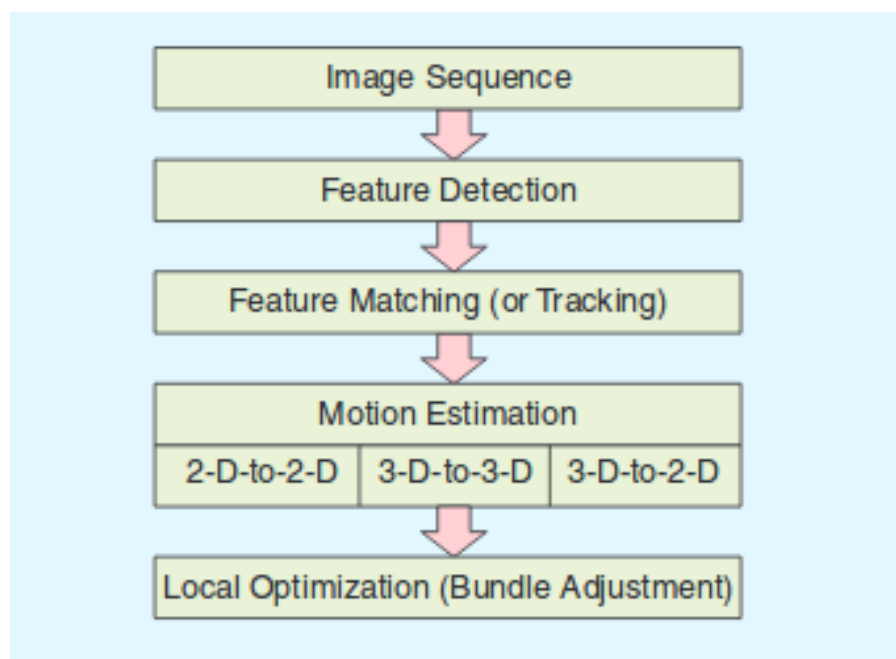 Image Sequence
Feature Detection
Feature Matching (or Tracking)
Motion Estimation
2-D-to-2-D 3-D-to-3-D 3-D-to-2-D
Local Optimization (Bundle Adjustment)